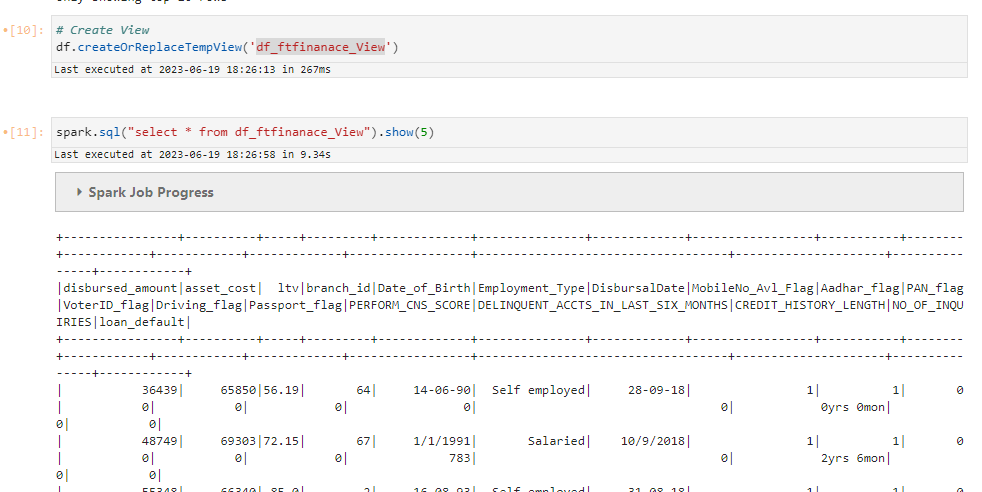 [10]:
# Create View
df.createOrReplaceTempView('df_ftfinanace_View')
Last executed at 2023-06-19 18:26:13 in 267ms
[11]:
spark.sql("select * from df_ftfinanace_View").show(5)
Last executed at 2023-06-19 18:26:58 in 9.34s
Spark Job Progress
+----------------+----------+-----+---------+-------------+---------------+-------------+-----------------+-----------+--------
+------------+------------+-------------+-----------------+-----------------------------------+---------------------+----------
-----+------------+
|disbursed_amount|asset_cost|  ltv|branch_id|Date_of_Birth|Employment_Type|DisbursalDate|MobileNo_Avl_Flag|Aadhar_flag|PAN_flag
|VoterID_flag|Driving_flag|Passport_flag|PERFORM_CNS_SCORE|DELINQUENT_ACCTS_IN_LAST_SIX_MONTHS|CREDIT_HISTORY_LENGTH|NO_OF_INQU
IRIES|loan_default|
+----------------+----------+-----+---------+-------------+---------------+-------------+-----------------+-----------+--------
+------------+------------+-------------+-----------------+-----------------------------------+---------------------+----------
-----+------------+
|           36439|     65850|56.19|       64|     14-06-90|  Self employed|     28-09-18|                1|          1|       0
|           0|           0|            0|                0|                                  0|            0yrs 0mon|
0|           0|
|           48749|     69303|72.15|       67|     1/1/1991|       Salaried|    10/9/2018|                1|          1|       0
|           0|           0|            0|              783|                                  0|            2yrs 6mon|
0|           0|